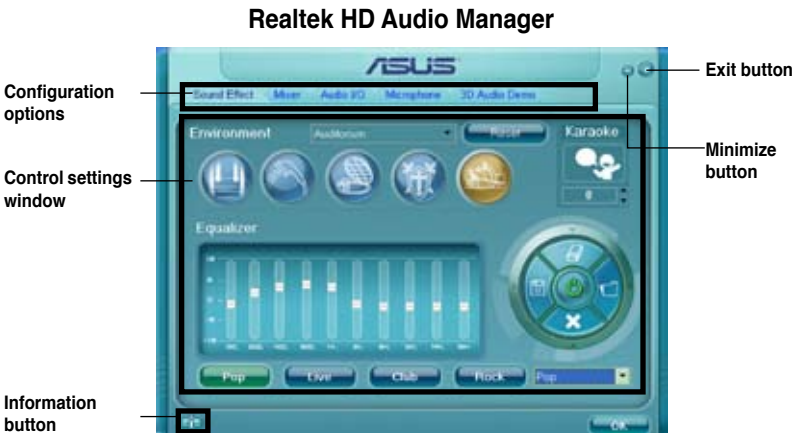 Realtek HD Audio Manager
ASUS
Exit button
Configuration
options
Sound Effect Mixer Audio I/O Microphone 3D Audio Demo
Minimize
button
Environment Auditorium Reset Karaoke
Control settings
window
0
Equalizer
Pop Live Club Rock Pop
Information
button
OK